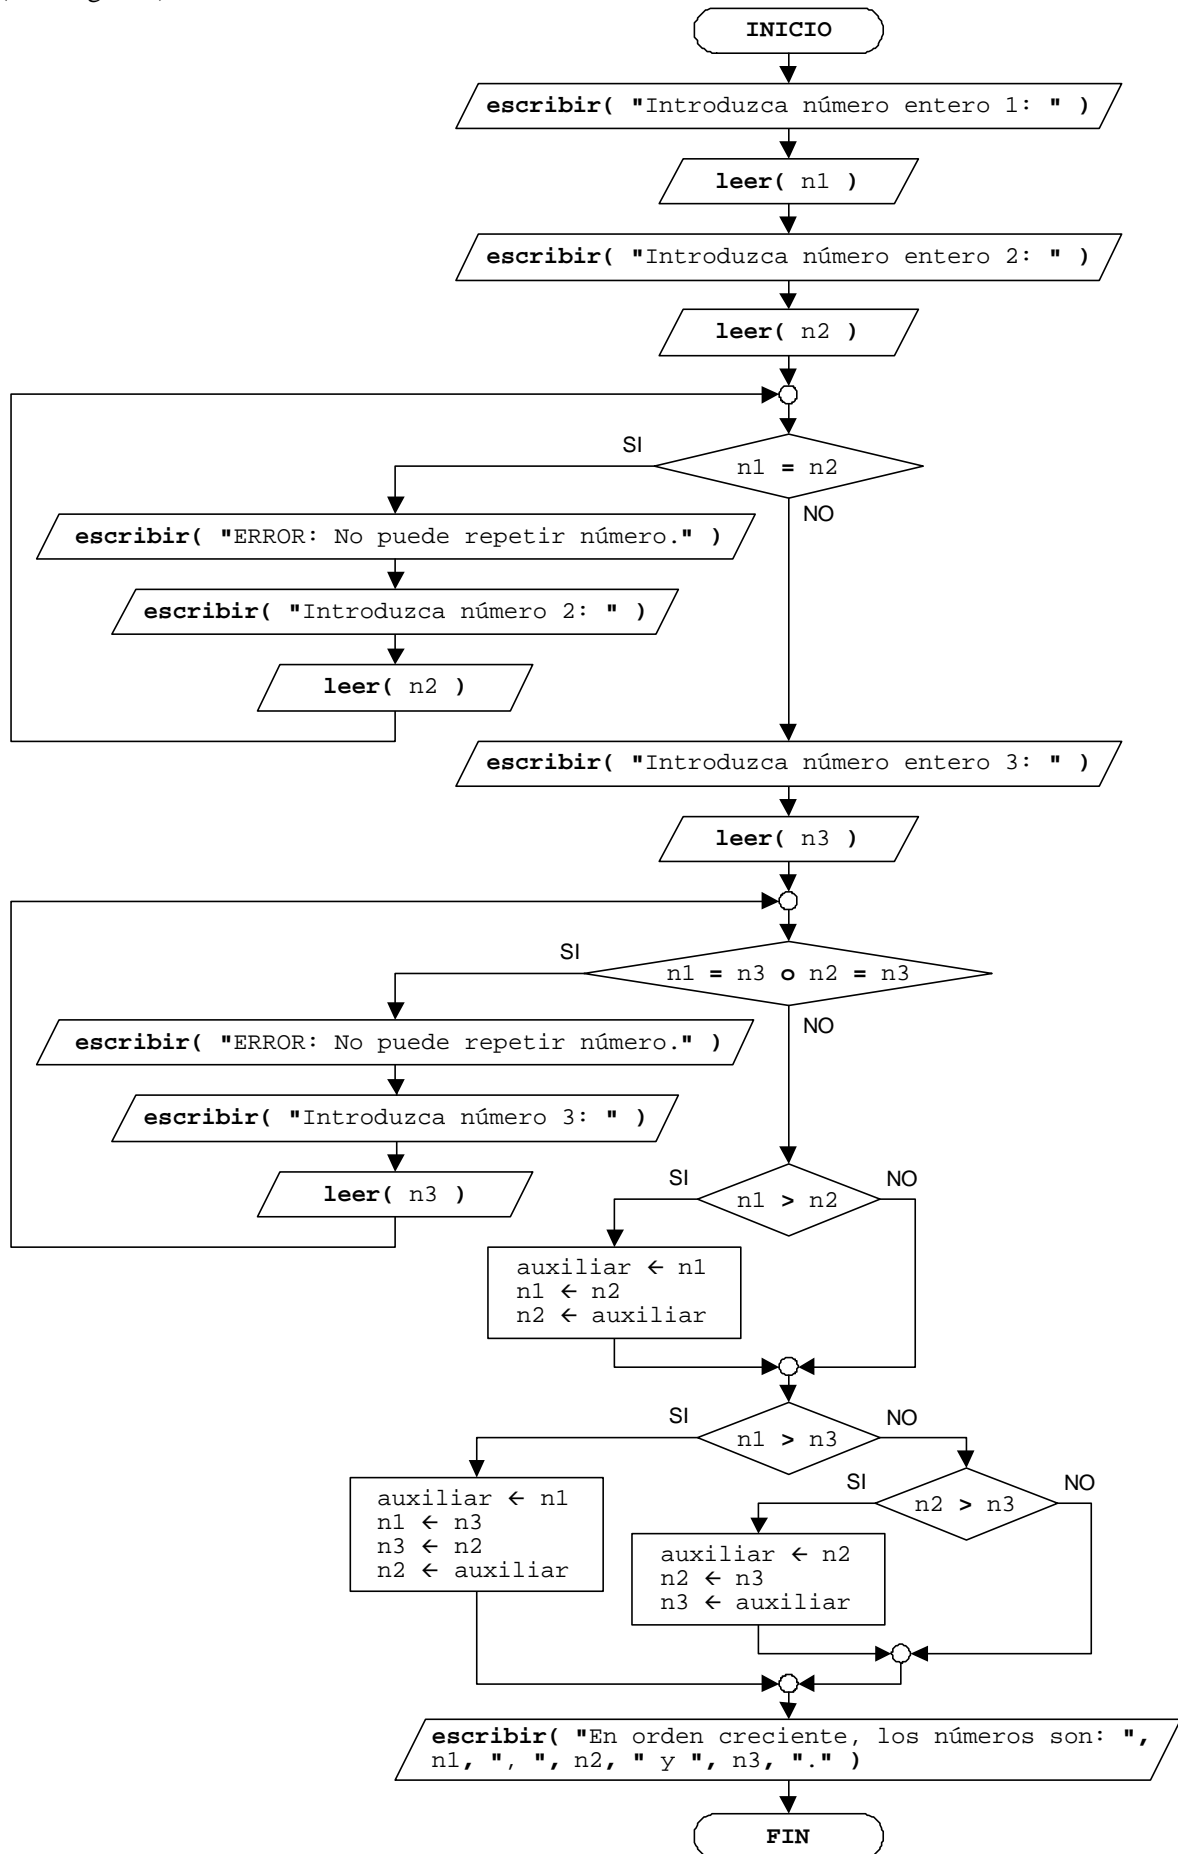 INICIO
escribir( "Introduzca número entero 1: " )
leer( n1 )
escribir( "Introduzca número entero 2: " )
leer( n2 )
n1 = n2
SI
NO
escribir( "ERROR: No puede repetir número." )
escribir( "Introduzca número 2: " )
leer( n2 )
escribir( "Introduzca número entero 3: " )
leer( n3 )
n1 = n3 o n2 = n3
SI
NO
escribir( "ERROR: No puede repetir número." )
escribir( "Introduzca número 3: " )
leer( n3 )
n1 > n2
SI
NO
auxiliar ← n1
n1 ← n2
n2 ← auxiliar
n1 > n3
SI
NO
auxiliar ← n1
n1 ← n3
n3 ← n2
n2 ← auxiliar
n2 > n3
SI
NO
auxiliar ← n2
n2 ← n3
n3 ← auxiliar
escribir( "En orden creciente, los números son: ",
n1, ", ", n2, " y ", n3, "." )
FIN